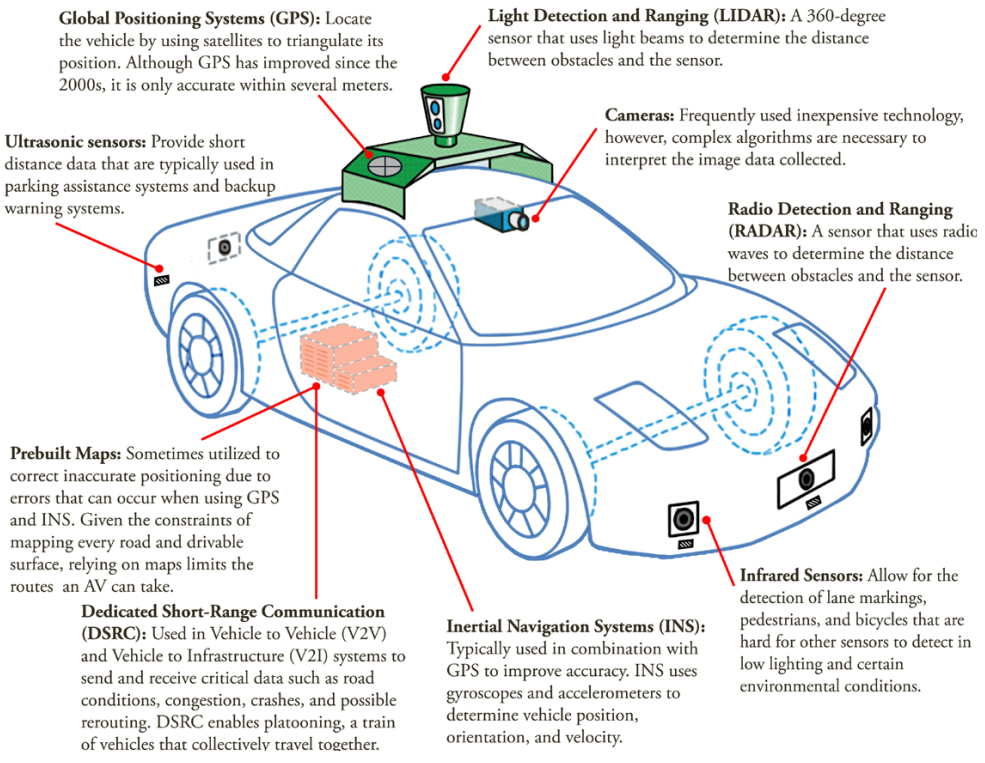 Global Positioning Systems (GPS): Locate
the vehicle by using satellites to triangulate its
position. Although GPS has improved since the
2000s, it is only accurate within several meters.
Light Detection and Ranging (LIDAR): A 360-degree
sensor that uses light beams to determine the distance
between obstacles and the sensor.
Cameras: Frequently used inexpensive technology,
however, complex algorithms are necessary to
interpret the image data collected.
Ultrasonic sensors: Provide short
distance data that are typically used in
parking assistance systems and backup
warning systems.
Radio Detection and Ranging
(RADAR): A sensor that uses radio
waves to determine the distance
between obstacles and the sensor.
Prebuilt Maps: Sometimes utilized to
correct inaccurate positioning due to
errors that can occur when using GPS
and INS. Given the constraints of
mapping every road and drivable
surface, relying on maps limits the
routes an AV can take.
Dedicated Short-Range Communication
(DSRC): Used in Vehicle to Vehicle (V2V)
and Vehicle to Infrastructure (V2I) systems to
send and receive critical data such as road
conditions, congestion, crashes, and possible
rerouting. DSRC enables platooning, a train
of vehicles that collectively travel together.
Inertial Navigation Systems (INS):
Typically used in combination with
GPS to improve accuracy. INS uses
gyroscopes and accelerometers to
determine vehicle position,
orientation, and velocity.
Infrared Sensors: Allow for the
detection of lane markings,
pedestrians, and bicycles that are
hard for other sensors to detect in
low lighting and certain
environmental conditions.